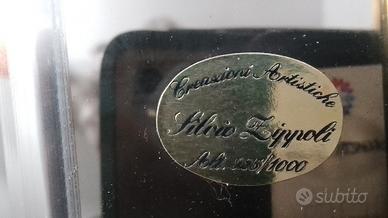 Creazioni Artistiche
Silvio Zippoli
/1000
subito